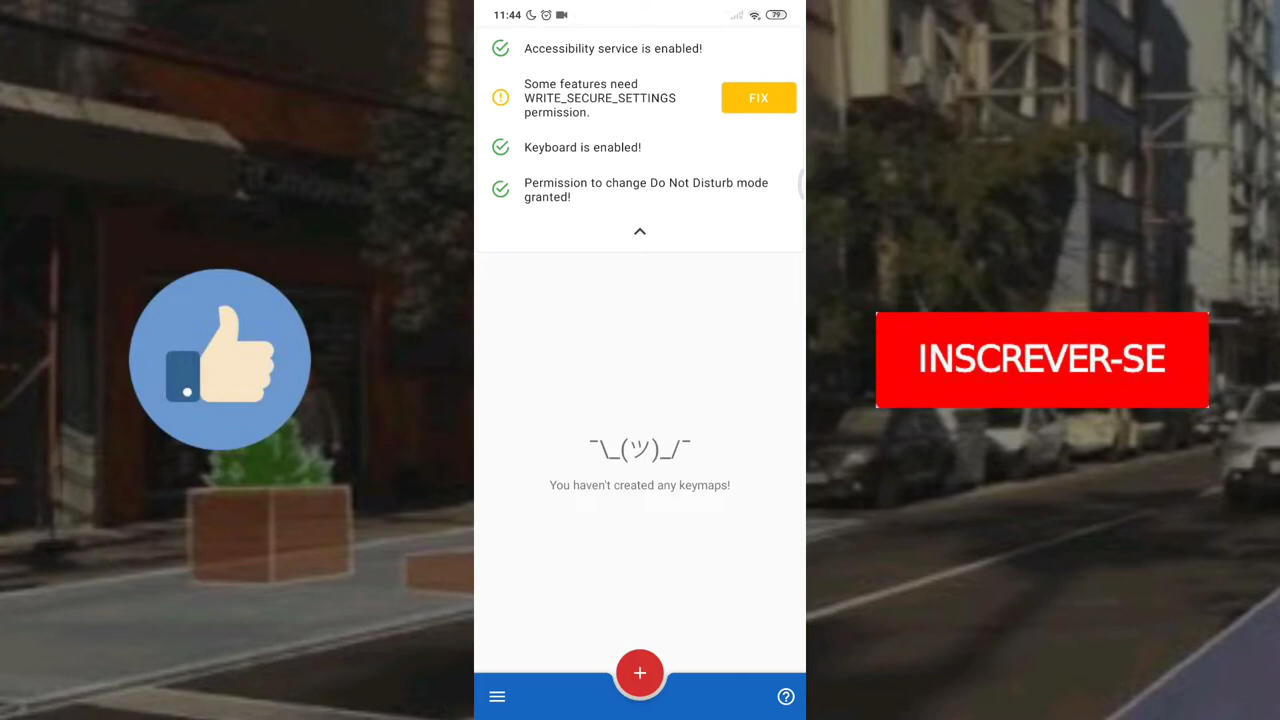 11:44
79
Accessibility service is enabled!
Some features need
WRITE_SECURE_SETTINGS
permission.
FIX
Keyboard is enabled!
Permission to change Do Not Disturb mode
granted!
¯\_(ツ)_/¯
You haven't created any keymaps!
INSCREVER-SE